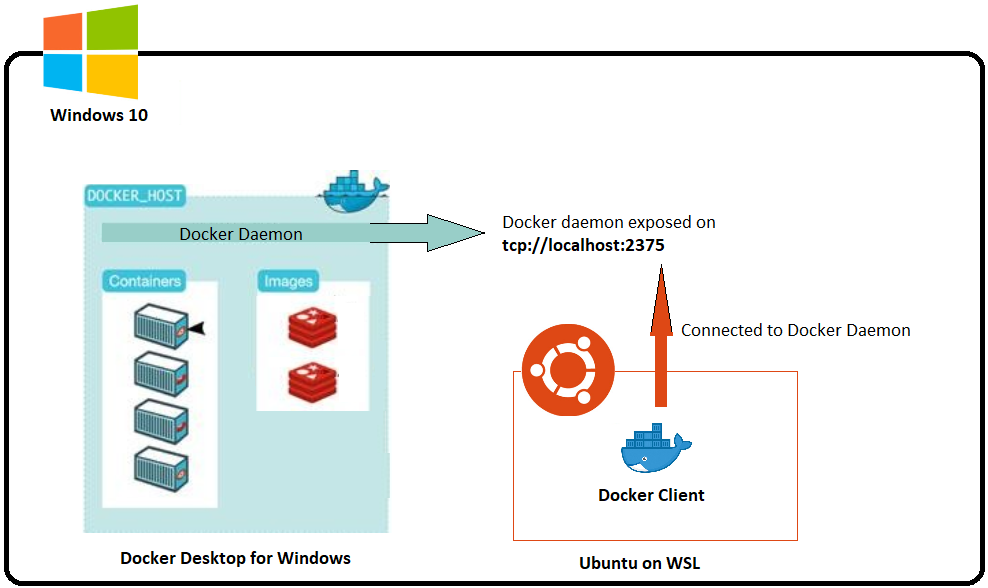 Windows 10
DOCKER_HOST
Docker Daemon
Docker daemon exposed on
tcp://localhost:2375
Containers
Images
Connected to Docker Daemon
Docker Client
Docker Desktop for Windows
Ubuntu on WSL